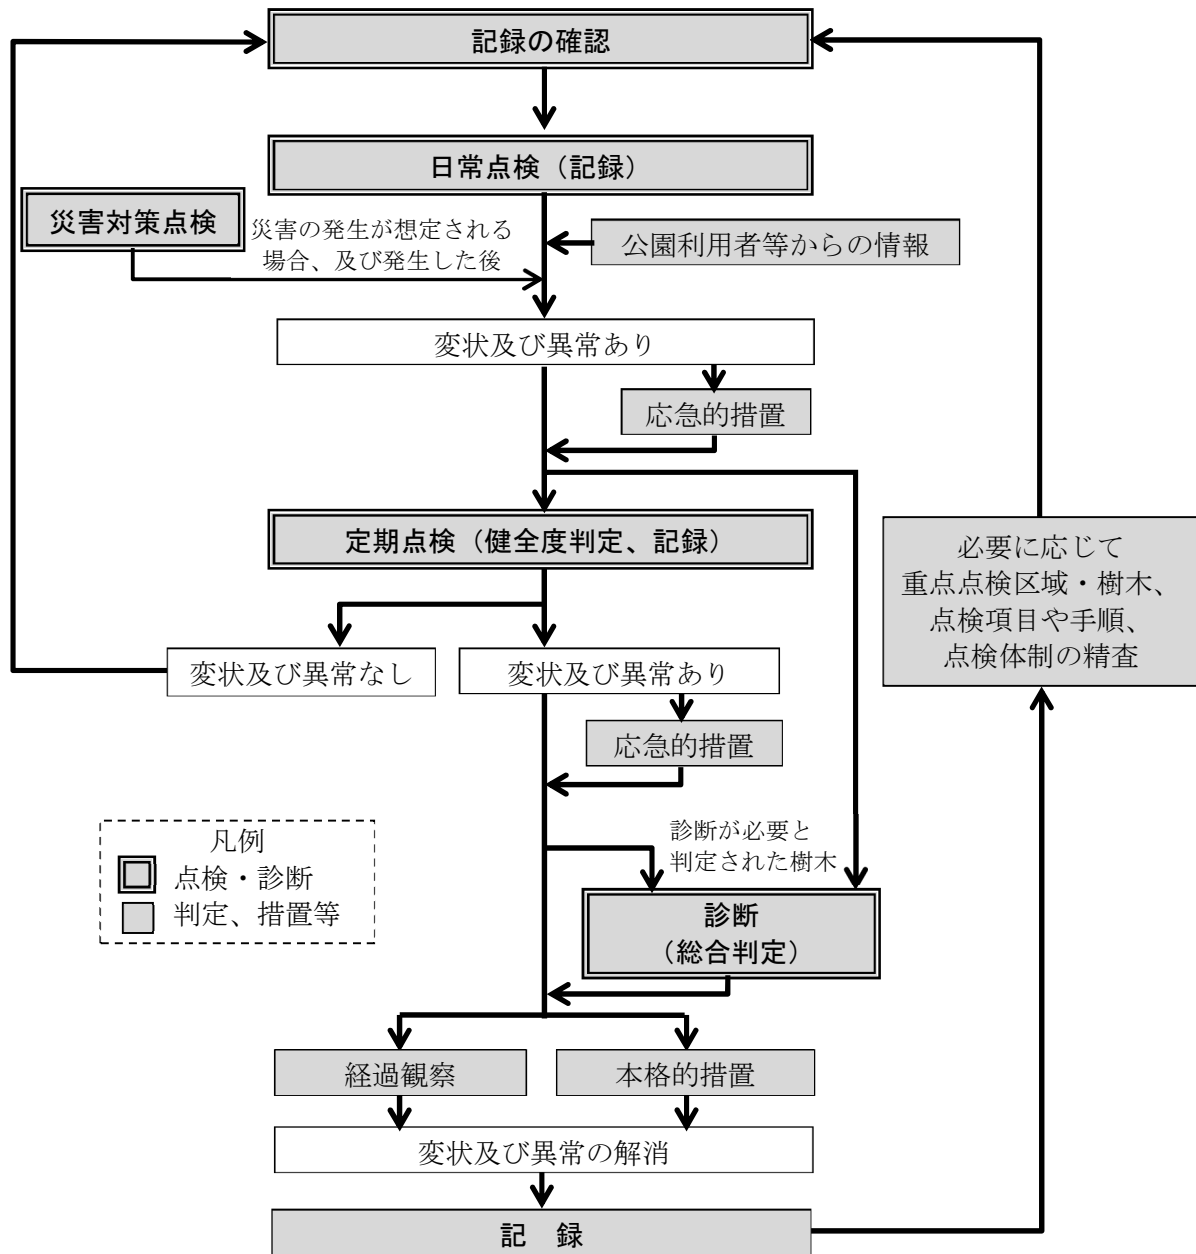 記録の確認
日常点検（記録）
災害対策点検
災害の発生が想定される
場合、及び発生した後
公園利用者等からの情報
変状及び異常あり
応急的措置
定期点検（健全度判定、記録）
必要に応じて
重点点検区域・樹木、
点検項目や手順、
点検体制の精査
変状及び異常なし
変状及び異常あり
応急的措置
凡例
点検・診断
判定、措置等
診断が必要と
判定された樹木
診断
（総合判定）
経過観察
本格的措置
変状及び異常の解消
記　録